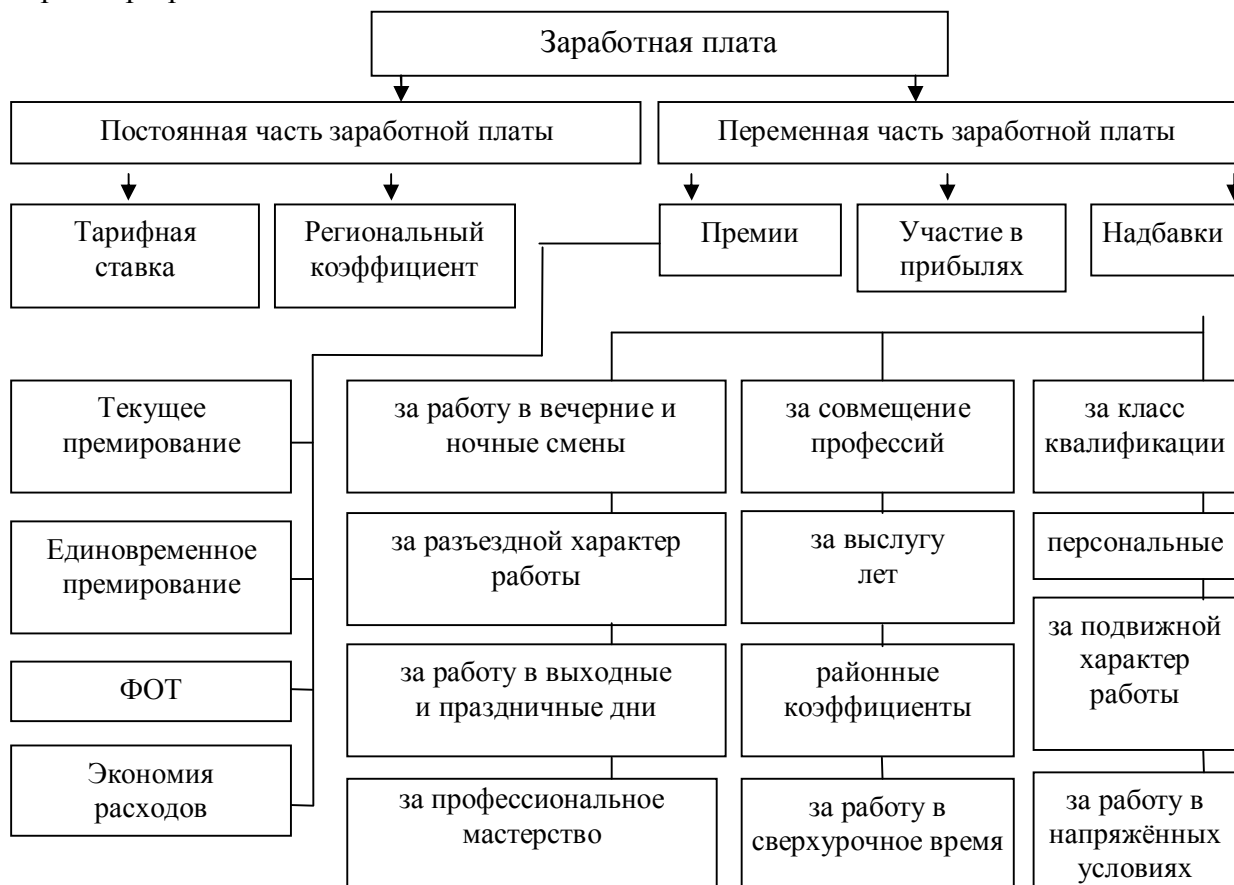 Заработная плата
Постоянная часть заработной платы
Переменная часть заработной платы
Тарифная
ставка
Региональный
коэффициент
Премии
Участие в
прибылях
Надбавки
Текущее
премирование
Единовременное
премирование
ФОТ
Экономия
расходов
за работу в вечерние и
ночные смены
за разъездной характер
работы
за работу в выходные
и праздничные дни
за профессиональное
мастерство
за совмещение
профессий
за выслугу
лет
районные
коэффициенты
за работу в
сверхурочное время
за класс
квалификации
персональные
за подвижной
характер
работы
за работу в
напряжённых
условиях